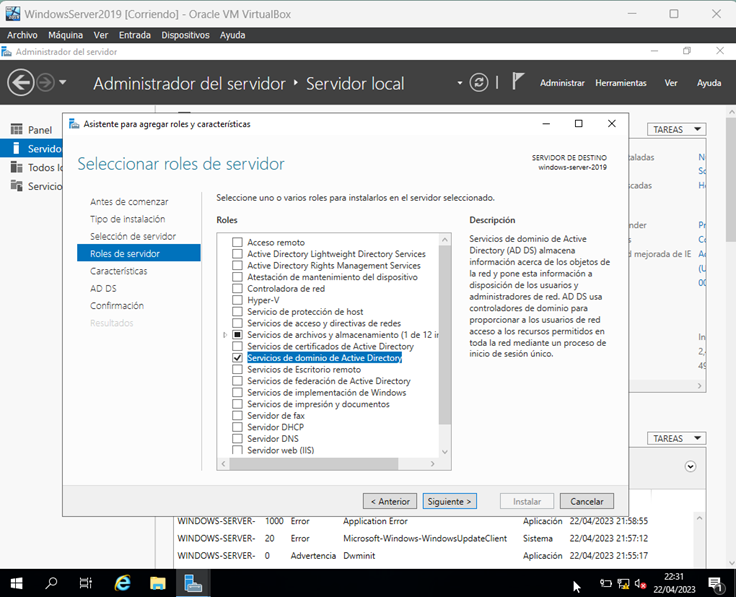 WindowsServer2019 [Corriendo] - Oracle VM VirtualBox
Archivo Máquina Ver Entrada Dispositivos Ayuda
Administrador del servidor
Administrador del servidor Servidor local
Administrar Herramientas Ver Ayuda
Panel
Servido
Todos lo
Servicio
TAREAS
Asistente para agregar roles y características
Seleccionar roles de servidor
SERVIDOR DE DESTINO
windows-server-2019
Antes de comenzar
Tipo de instalación
Selección de servidor
Roles de servidor
Características
AD DS
Confirmación
Resultados
Seleccione uno o varios roles para instalarlos en el servidor seleccionado.
Roles
Acceso remoto
Active Directory Lightweight Directory Services
Active Directory Rights Management Services
Atestación de mantenimiento del dispositivo
Controladora de red
Hyper-V
Servicio de protección de host
Servicios de acceso y directivas de redes
Servicios de archivos y almacenamiento (1 de 12 in
Servicios de certificados de Active Directory
Servicios de dominio de Active Directory
Servicios de Escritorio remoto
Servicios de federación de Active Directory
Servicios de implementación de Windows
Servicios de impresión y documentos
Servidor de fax
Servidor DHCP
Servidor DNS
Servidor web (IIS)
Descripción
Servicios de dominio de Active
Directory (AD DS) almacena
información acerca de los objetos de
la red y pone esta información a
disposición de los usuarios y
administradores de red. AD DS usa
controladores de dominio para
proporcionar a los usuarios de red
acceso a los recursos permitidos en
toda la red mediante un proceso de
inicio de sesión único.
< Anterior Siguiente > Instalar Cancelar
taladas
scadas
nder
d mejorada de IE
TAREAS
WINDOWS-SERVER- 1000 Error Application Error Aplicación 22/04/2023 21:58:55
WINDOWS-SERVER- 20 Error Microsoft-Windows-WindowsUpdateClient Sistema 22/04/2023 21:57:12
WINDOWS-SERVER- 0 Advertencia Dwminit Aplicación 22/04/2023 21:55:17
22:31
22/04/2023
1